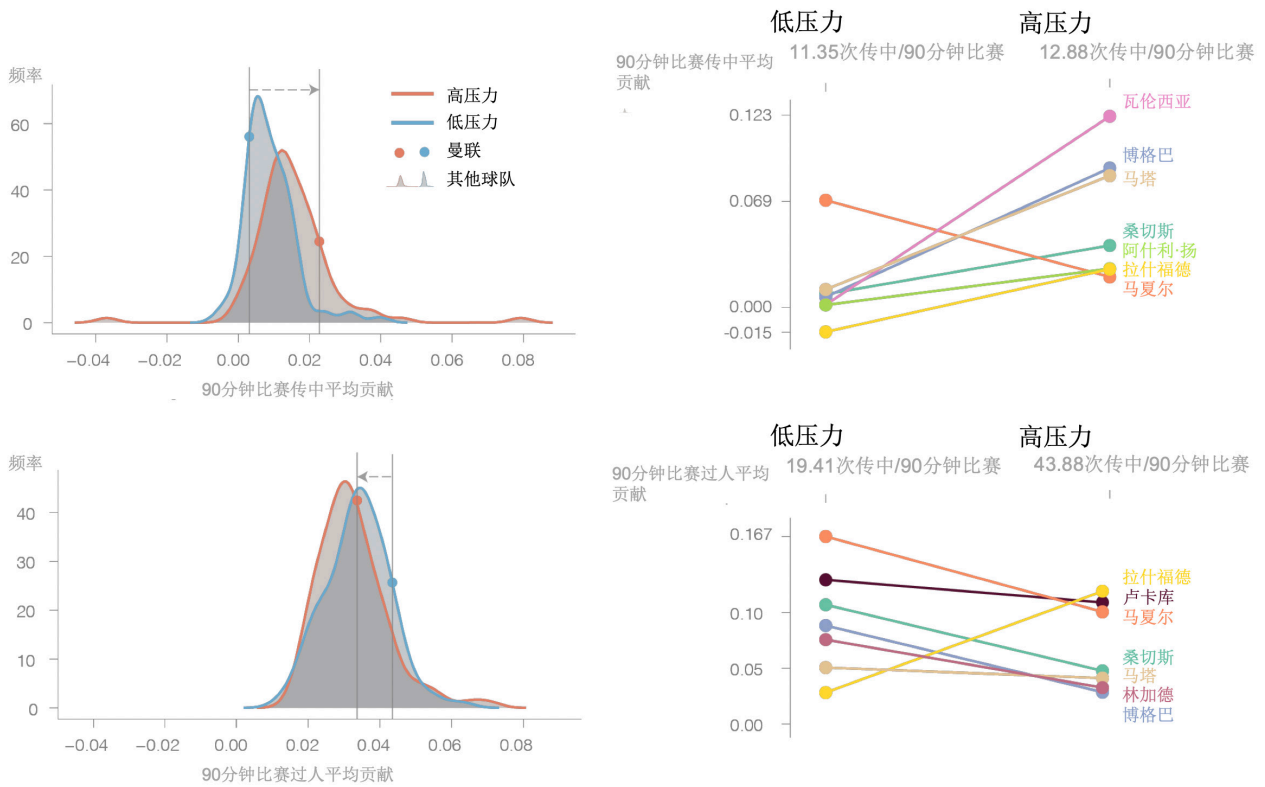 频率
60
40
20
0
高压力
低压力
曼联
其他球队
−0.04
−0.02
0.00
0.02
0.04
0.06
0.08
90分钟比赛传中平均贡献
低压力
高压力
90分钟比赛传中平均
贡献
11.35次传中/90分钟比赛
12.88次传中/90分钟比赛
0.123
0.069
0.000
-0.015
瓦伦西亚
博格巴
马塔
桑切斯
阿什利·扬
拉什福德
马夏尔
频率
40
30
20
10
0
−0.04
−0.02
0.00
0.02
0.04
0.06
0.08
90分钟比赛过人平均贡献
低压力
高压力
90分钟比赛过人平均
贡献
19.41次传中/90分钟比赛
43.88次传中/90分钟比赛
0.167
0.10
0.05
0.00
拉什福德
卢卡库
马夏尔
桑切斯
马塔
林加德
博格巴